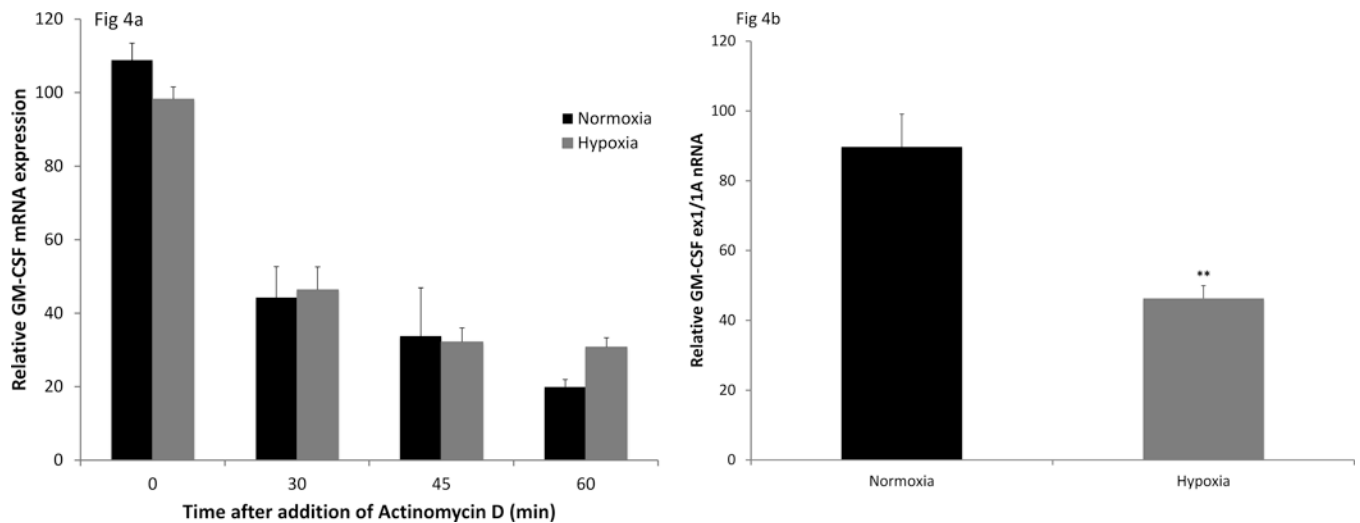 Fig 4a
120
100
80
60
40
20
0
Relative GM-CSF mRNA expression
Normoxia
Hypoxia
0 30 45 60
Time after addition of Actinomycin D (min)
Fig 4b
120
100
80
60
40
20
0
Relative GM-CSF ex1/1A nRNA
**
Normoxia Hypoxia